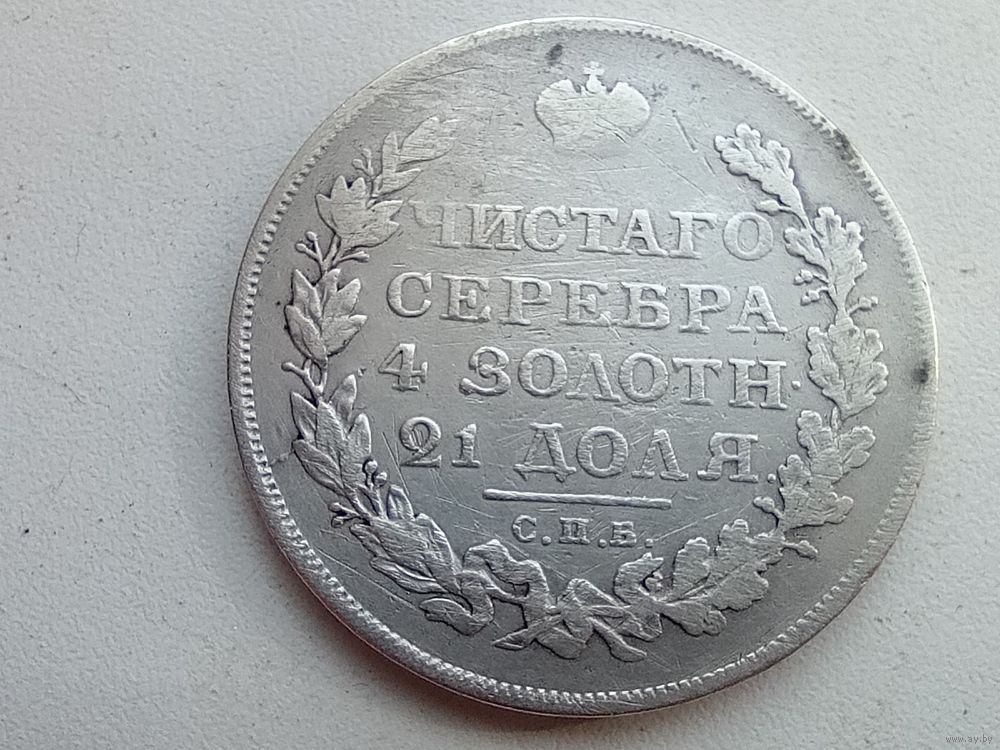 ЧИСТАГО
СЕРЕБРА
4 ЗОЛОТН.
21 ДОЛЯ.
С.П.Б.
www.ay.by